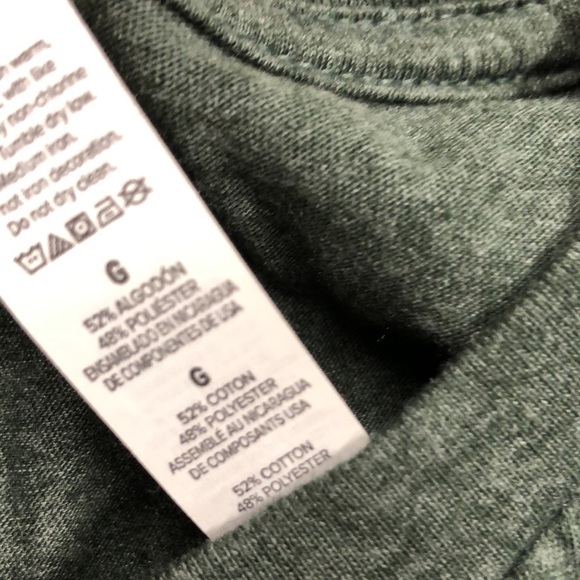 warm,
with like
non-chlorine
Tumble dry low.
Medium iron.
not iron decoration.
Do not dry clean.
G
52% ALGODÓN
48% POLIÉSTER
ENSAMBLADO EN NICARAGUA
DE COMPONENTES DE USA
G
52% COTON
48% POLYESTER
ASSEMBLÉ AU NICARAGUA
DE COMPOSANTS USA
52% COTTON
48% POLYESTER